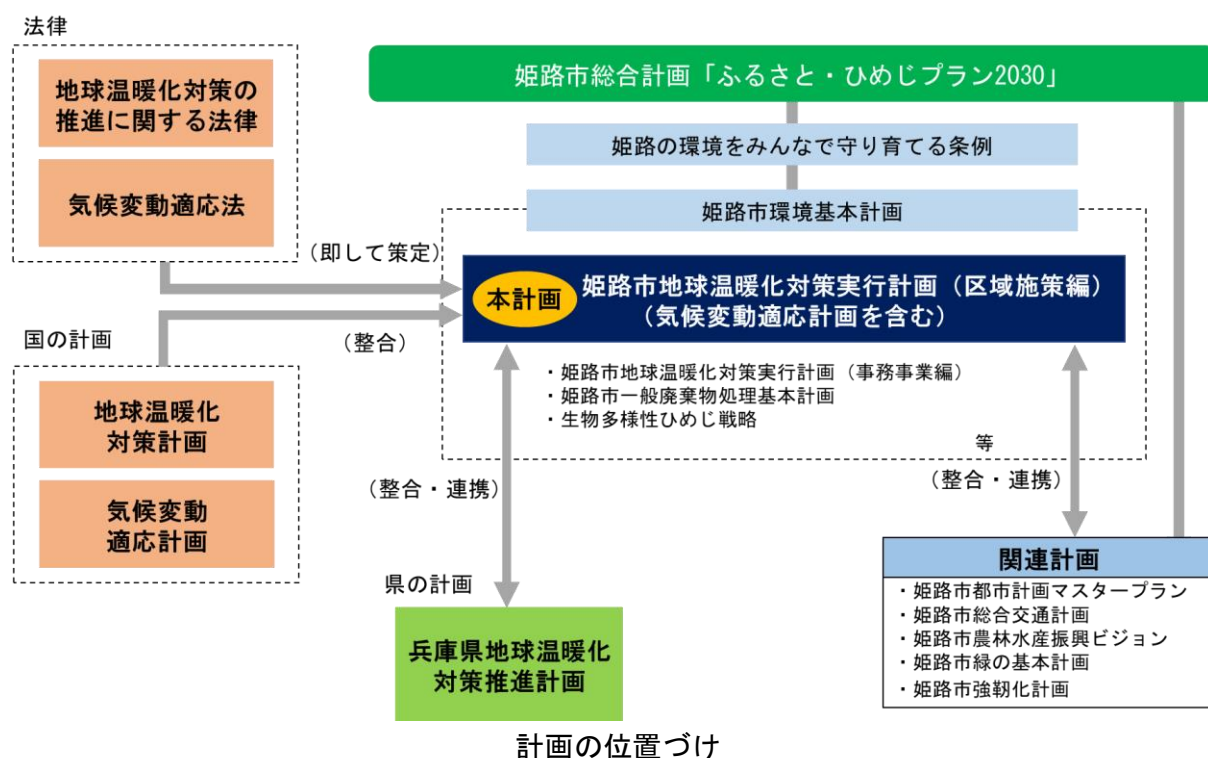 法律
地球温暖化対策の
推進に関する法律
気候変動適応法
姫路市総合計画「ふるさと・ひめじプラン2030」
姫路の環境をみんなで守り育てる条例
姫路市環境基本計画
（即して策定）
本計画
姫路市地球温暖化対策実行計画（区域施策編）
（気候変動適応計画を含む）
（整合）
国の計画
地球温暖化
対策計画
気候変動
適応計画
・姫路市地球温暖化対策実行計画（事務事業編）
・姫路市一般廃棄物処理基本計画
・生物多様性ひめじ戦略
等
（整合・連携）
（整合・連携）
県の計画
兵庫県地球温暖化
対策推進計画
関連計画
・姫路市都市計画マスタープラン
・姫路市総合交通計画
・姫路市農林水産振興ビジョン
・姫路市緑の基本計画
・姫路市強靱化計画
計画の位置づけ